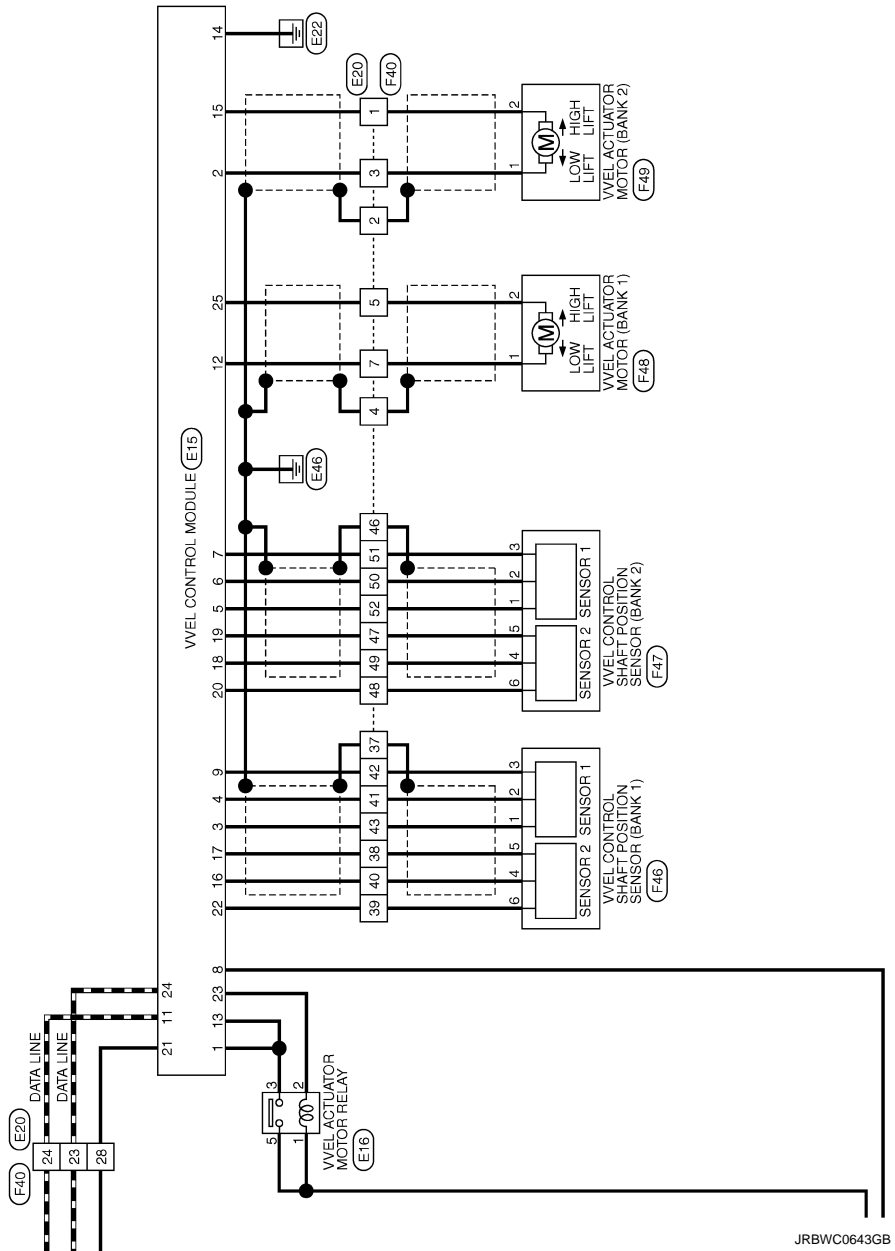 F40 E20
24 DATA LINE
23 DATA LINE
28
21 11 24
VVEL CONTROL MODULE E15
1 13 23 8 22 16 17 3 4 9 20 18 19 5 6 7 12 25 2 15 14
5 3
1 2
VVEL ACTUATOR
MOTOR RELAY
E16
E46
E22
E20
F40
39 40 38 43 41 42 37 48 49 47 52 50 51 46 4 7 5 2 3 1
6 4 5 1 2 3
SENSOR 2 SENSOR 1
VVEL CONTROL
SHAFT POSITION
SENSOR (BANK 1)
F46
6 4 5 1 2 3
SENSOR 2 SENSOR 1
VVEL CONTROL
SHAFT POSITION
SENSOR (BANK 2)
F47
1 2
M
LOW LIFT
HIGH LIFT
VVEL ACTUATOR
MOTOR (BANK 1)
F48
1 2
M
LOW LIFT
HIGH LIFT
VVEL ACTUATOR
MOTOR (BANK 2)
F49
JRBWC0643GB